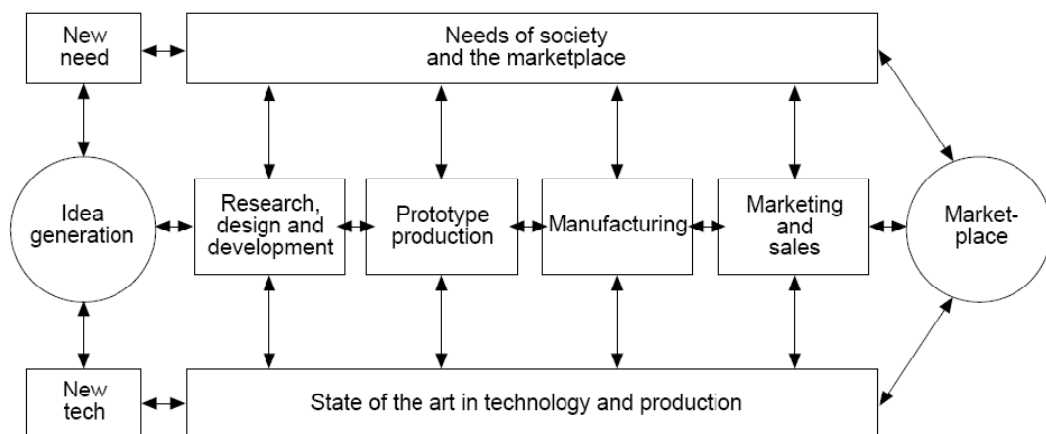 New
need
Needs of society
and the marketplace
Idea
generation
Research,
design and
development
Prototype
production
Manufacturing
Marketing
and
sales
Market-
place
New
tech
State of the art in technology and production